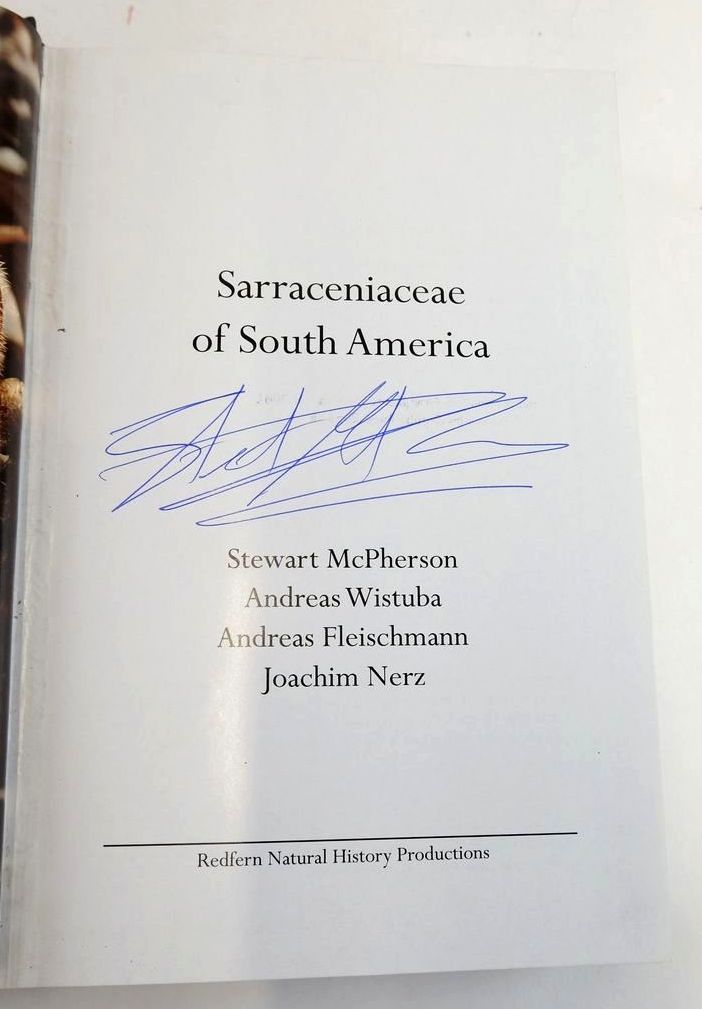 Sarraceniaceae
of South America
Stewart McPherson
Andreas Wistuba
Andreas Fleischmann
Joachim Nerz
Redfern Natural History Productions